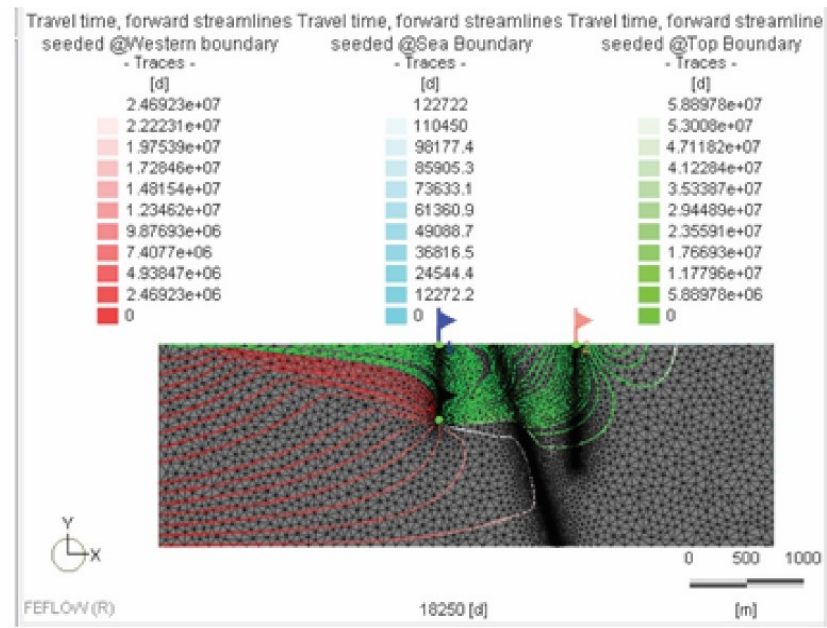 Travel time, forward streamlines
seeded @Western boundary
- Traces -
[d]
2.46923e+07
2.22231e+07
1.97539e+07
1.72846e+07
1.48154e+07
1.23462e+07
9.87693e+06
7.4077e+06
4.93847e+06
2.46923e+06
0
Travel time, forward streamlines
seeded @Sea Boundary
- Traces -
[d]
122722
110450
98177.4
85905.3
73633.1
61360.9
49088.7
36816.5
24544.4
12272.2
0
Travel time, forward streamline
seeded @Top Boundary
- Traces -
[d]
5.88978e+07
5.3008e+07
4.71182e+07
4.12284e+07
3.53387e+07
2.94489e+07
2.35591e+07
1.76693e+07
1.17796e+07
5.88978e+06
0
Y
X
0 500 1000
[m]
FEFLOW (R)
18250 [d]